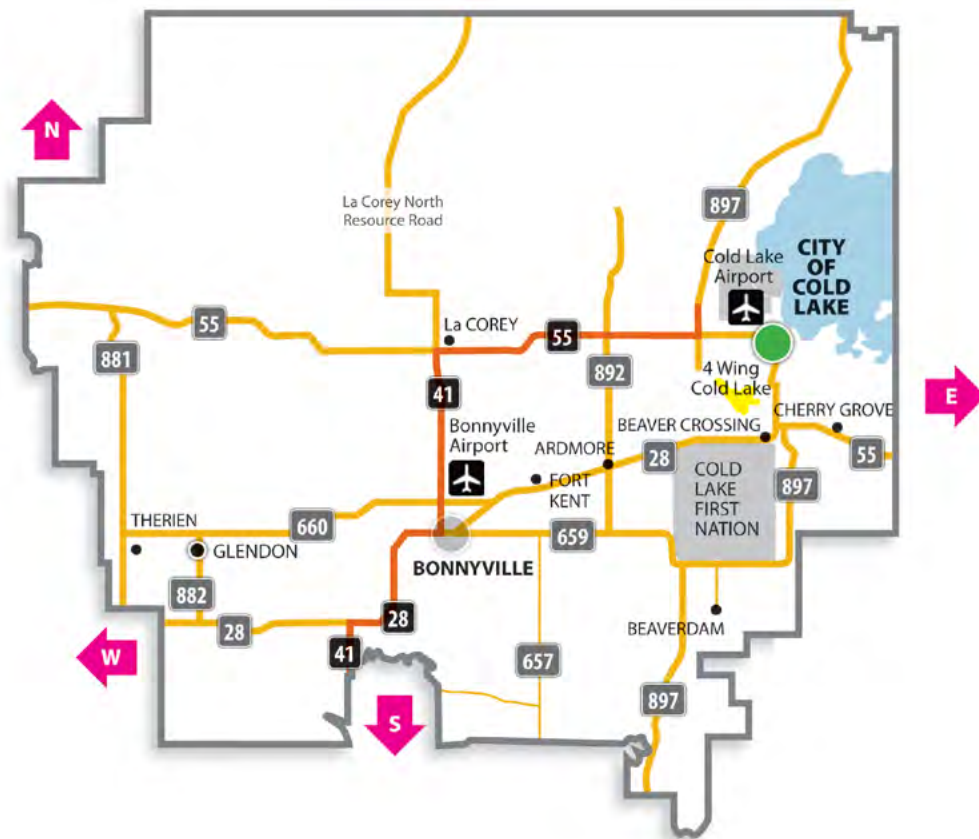 N
La Corey North
Resource Road
897
Cold Lake
Airport
CITY
OF
COLD
LAKE
55
La COREY
55
881
892
4 Wing
Cold Lake
41
E
CHERRY GROVE
BEAVER CROSSING
Bonnyville
Airport
ARDMORE
28
55
FORT
KENT
COLD
LAKE
FIRST
NATION
897
THERIEN
660
659
GLENDON
BONNYVILLE
882
28
28
BEAVERDAM
W
41
657
897
S